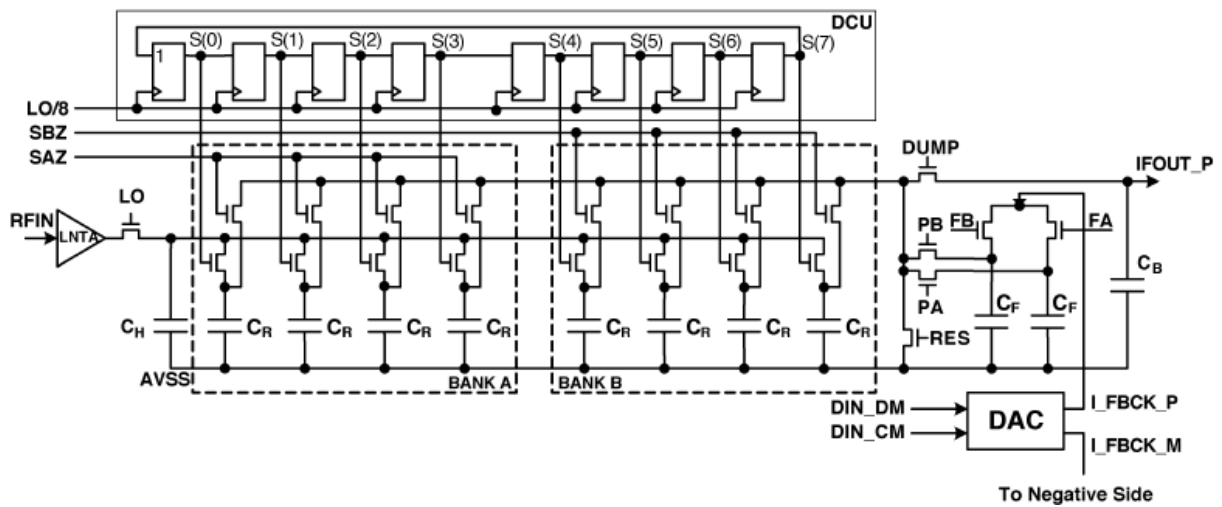 DCU
S(0) S(1) S(2) S(3) S(4) S(5) S(6) S(7)
1
LO/8
SBZ
SAZ
DUMP
IFOUT_P
LO
RFIN
LNTA
FB FA
PB
PA
C_B
C_H C_R C_R C_R C_R C_R C_R C_R C_R C_F C_F
RES
AVSS BANK A BANK B
DIN_DM DAC I_FBCK_P
DIN_CM I_FBCK_M
To Negative Side